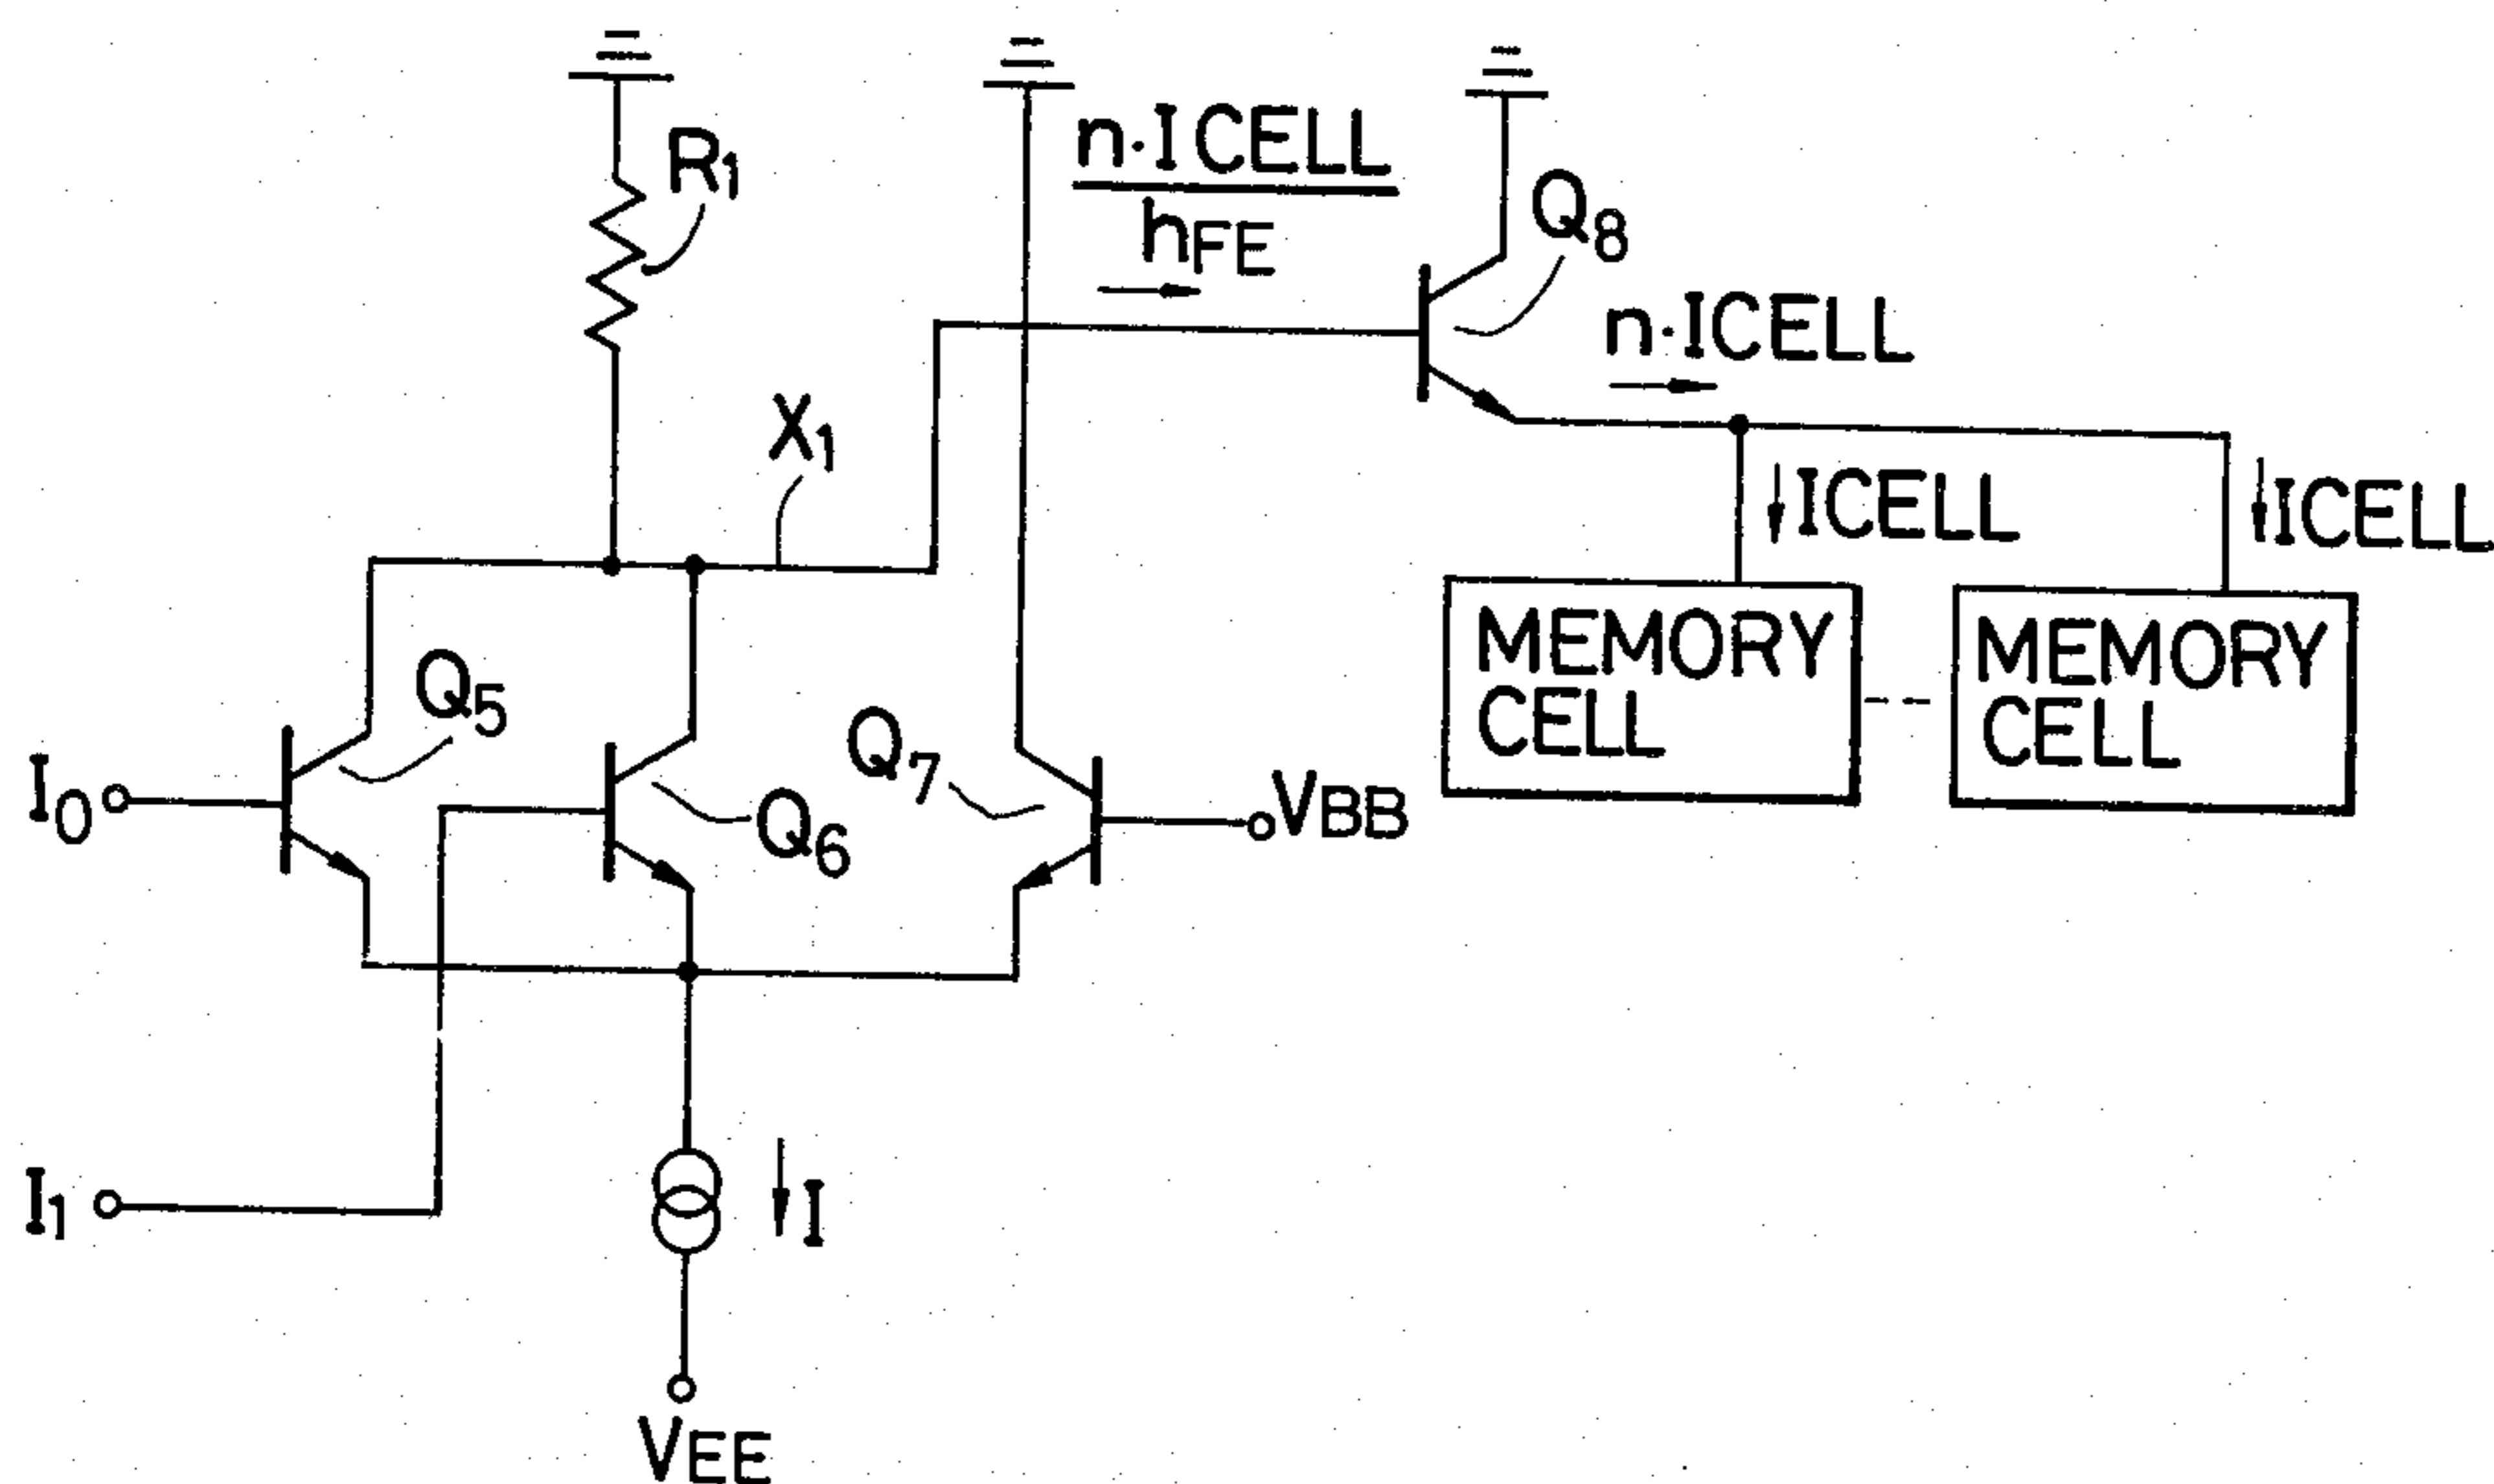 R1
n·ICELL
hFE
Q8
n·ICELL
X1
ICELL
ICELL
MEMORY
CELL
MEMORY
CELL
Q5
Q6
Q7
I0
VBB
I1
I
VEE